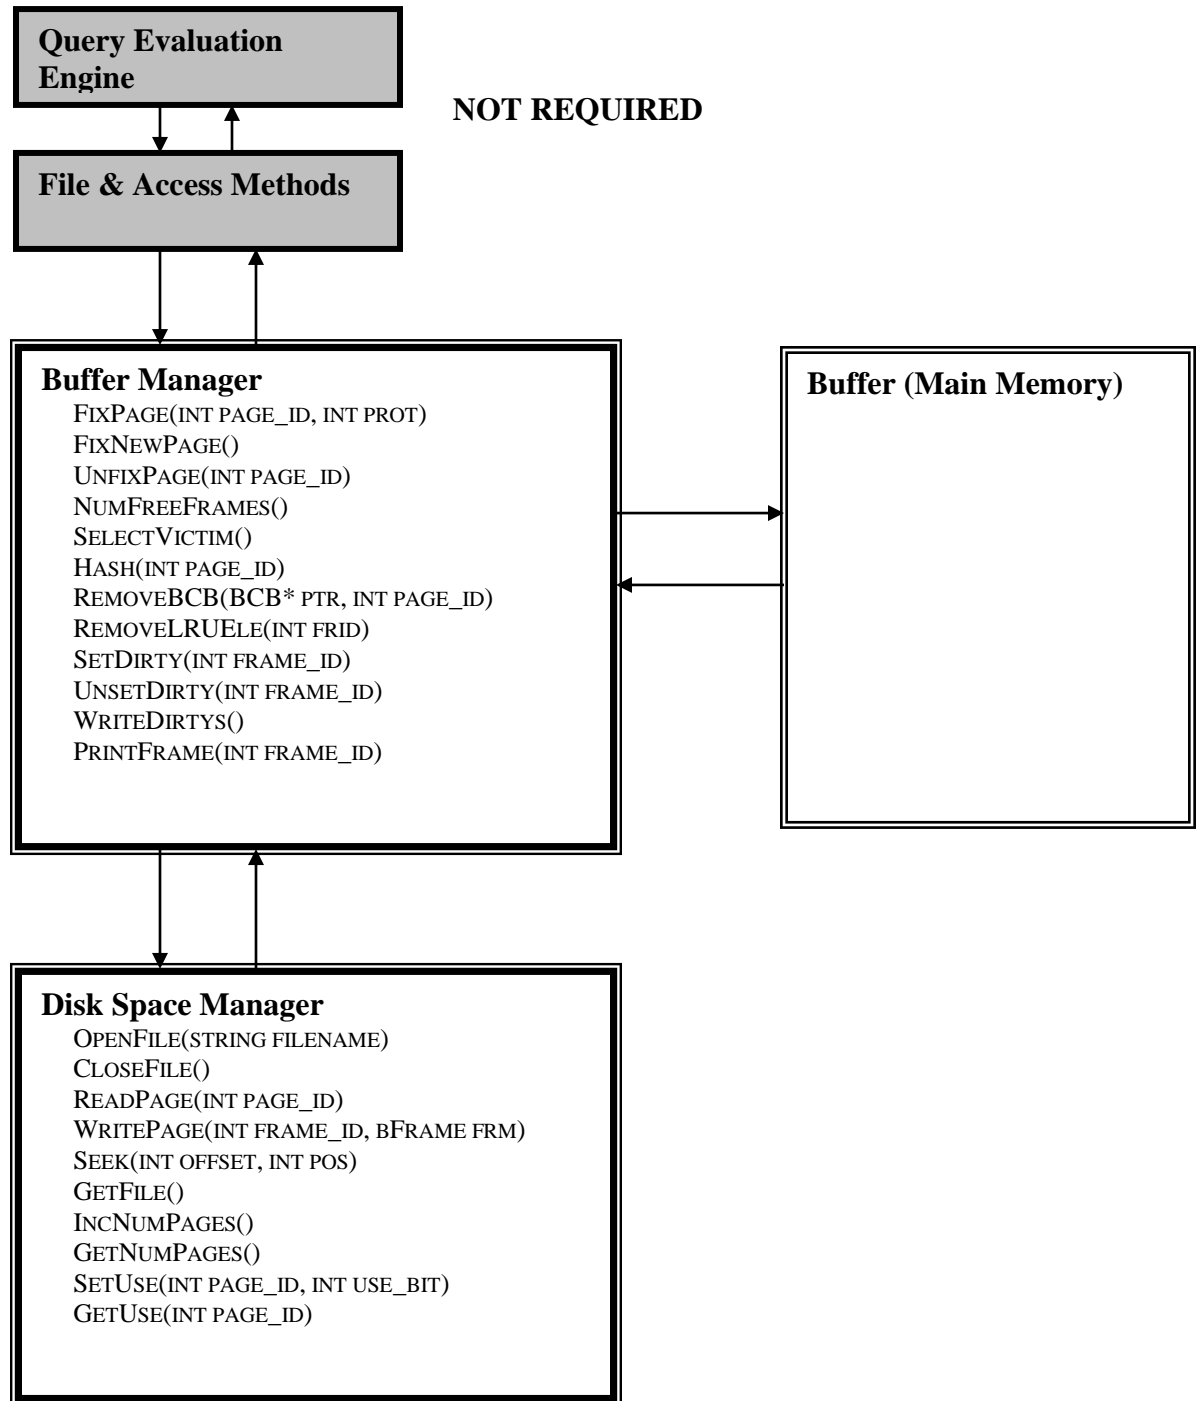 Query Evaluation
Engine
NOT REQUIRED
File & Access Methods
Buffer Manager
FIXPAGE(INT PAGE_ID, INT PROT)
FIXNEWPAGE()
UNFIXPAGE(INT PAGE_ID)
NUMFREEFRAMES()
SELECTVICTIM()
HASH(INT PAGE_ID)
REMOVEBCB(BCB* PTR, INT PAGE_ID)
REMOVELRUELE(INT FRID)
SETDIRTY(INT FRAME_ID)
UNSETDIRTY(INT FRAME_ID)
WRITEDIRTYS()
PRINTFRAME(INT FRAME_ID)
Buffer (Main Memory)
Disk Space Manager
OPENFILE(STRING FILENAME)
CLOSEFILE()
READPAGE(INT PAGE_ID)
WRITEPAGE(INT FRAME_ID, BFRAME FRM)
SEEK(INT OFFSET, INT POS)
GETFILE()
INCNUMPAGES()
GETNUMPAGES()
SETUSE(INT PAGE_ID, INT USE_BIT)
GETUSE(INT PAGE_ID)